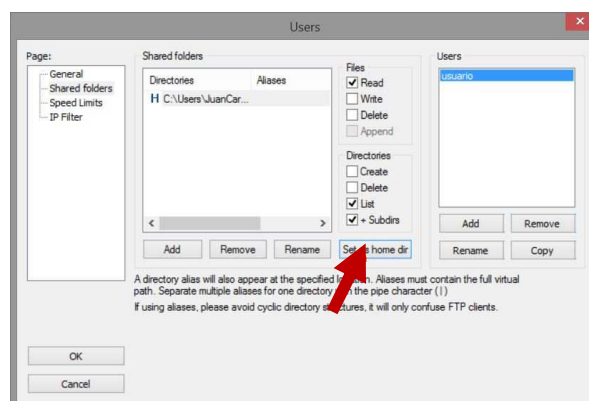 Users
Page:
General
Shared folders
Speed Limits
IP Filter
Shared folders
Directories Aliases
H C:\Users\JuanCar...
Add Remove Rename Set as home dir
Files
Read
Write
Delete
Append
Directories
Create
Delete
List
+ Subdirs
Users
usuario
Add Remove
Rename Copy
A directory alias will also appear at the specified location. Aliases must contain the full virtual
path. Separate multiple aliases for one directory with the pipe character (|)
If using aliases, please avoid cyclic directory structures, it will only confuse FTP clients.
OK
Cancel